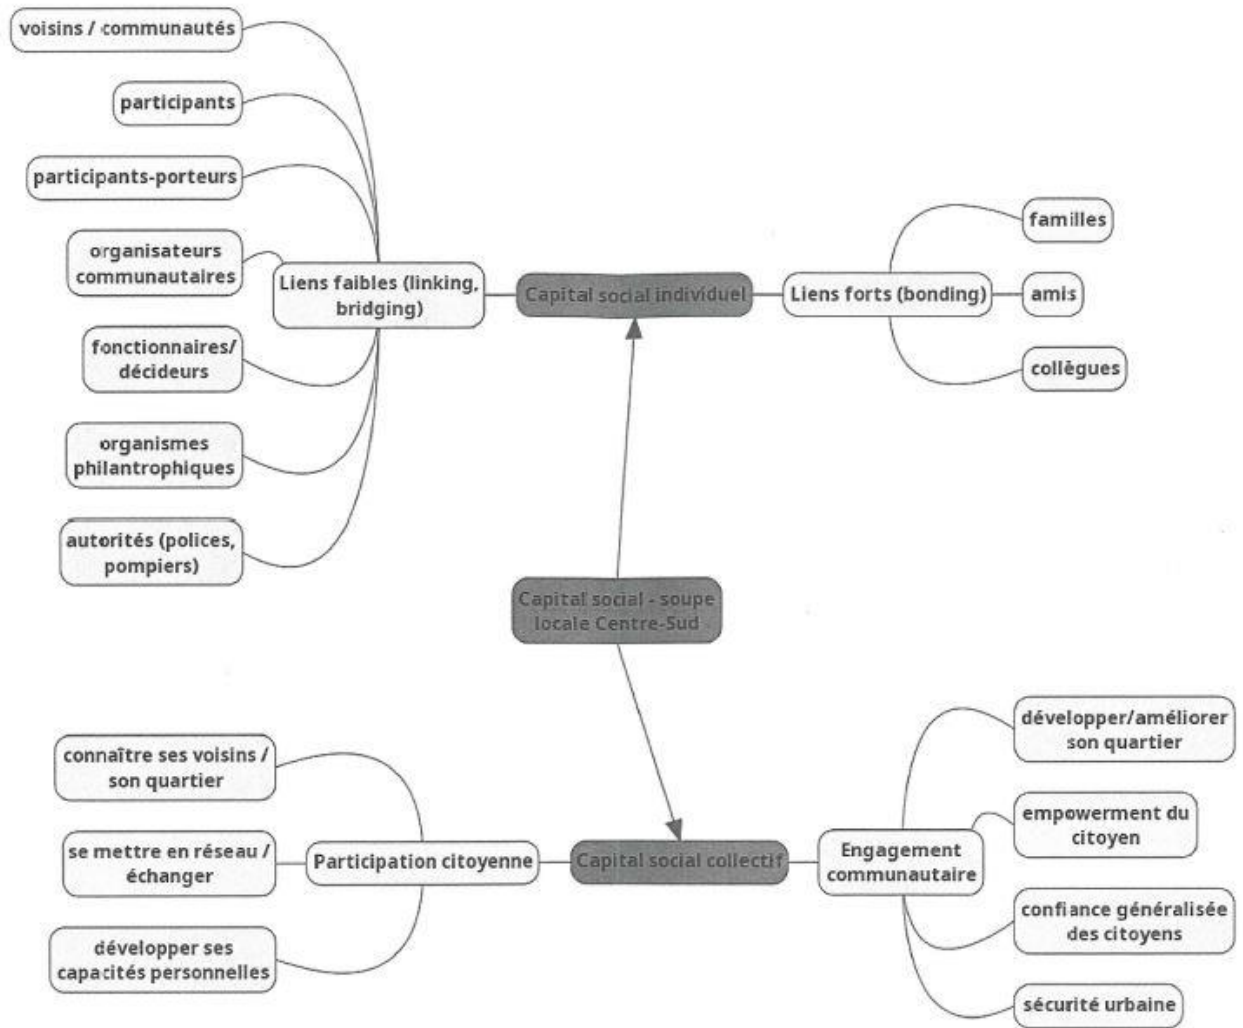 voisins / communautés
participants
participants-porteurs
organisateurs
communautaires
fonctionnaires/
décideurs
organismes
philantrophiques
autorités (polices,
pompiers)
Liens faibles (linking,
bridging)
Capital social individuel
Liens forts (bonding)
familles
amis
collègues
Capital social - soupe
locale Centre-Sud
connaître ses voisins /
son quartier
se mettre en réseau /
échanger
développer ses
capacités personnelles
Participation citoyenne
Capital social collectif
Engagement
communautaire
développer/améliorer
son quartier
empowerment du
citoyen
confiance généralisée
des citoyens
sécurité urbaine